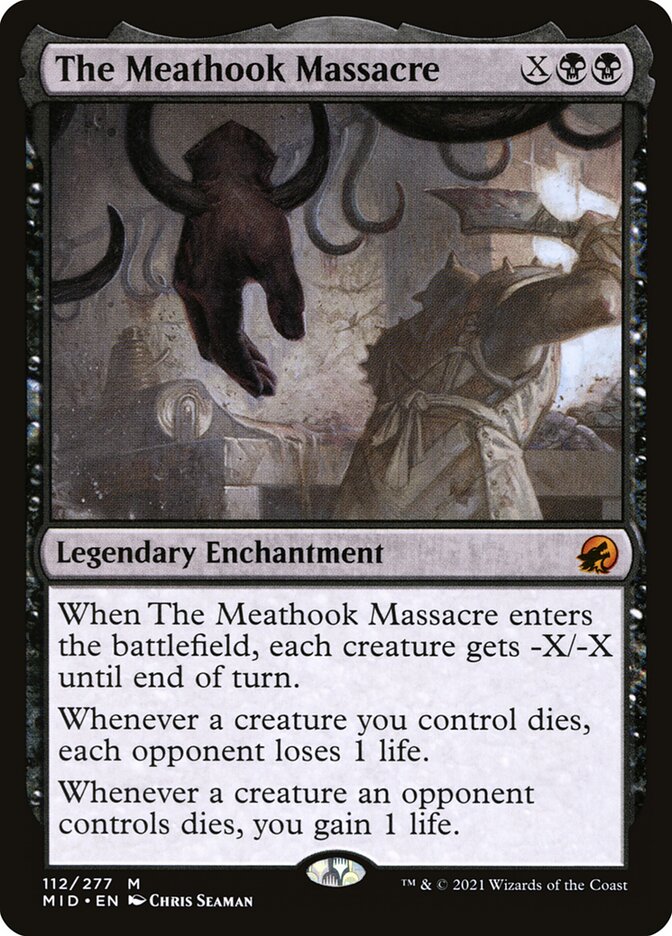 The Meathook Massacre X
Legendary Enchantment
When The Meathook Massacre enters
the battlefield, each creature gets -X/-X
until end of turn.
Whenever a creature you control dies,
each opponent loses 1 life.
Whenever a creature an opponent
controls dies, you gain 1 life.
112/277 M
MID • EN Chris Seaman
™ & © 2021 Wizards of the Coast